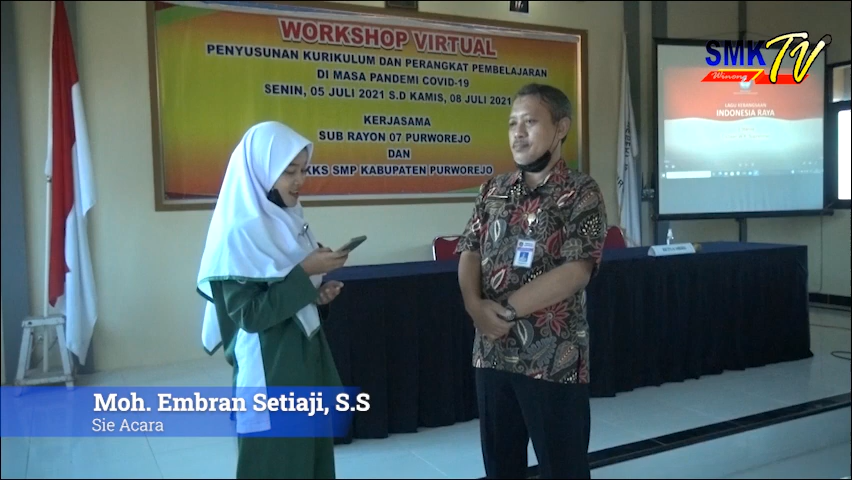 WORKSHOP VIRTUAL
PENYUSUNAN KURIKULUM DAN PERANGKAT PEMBELAJARAN
DI MASA PANDEMI COVID-19
SENIN, 05 JULI 2021 S.D KAMIS, 08 JULI 2021
KERJASAMA
SUB RAYON 07 PURWOREJO
DAN
KKS SMP KABUPATEN PURWOREJO
SMK TV
Winong
LAGU KEBANGSAAN
INDONESIA RAYA
Moh. Embran Setiaji, S.S
Sie Acara